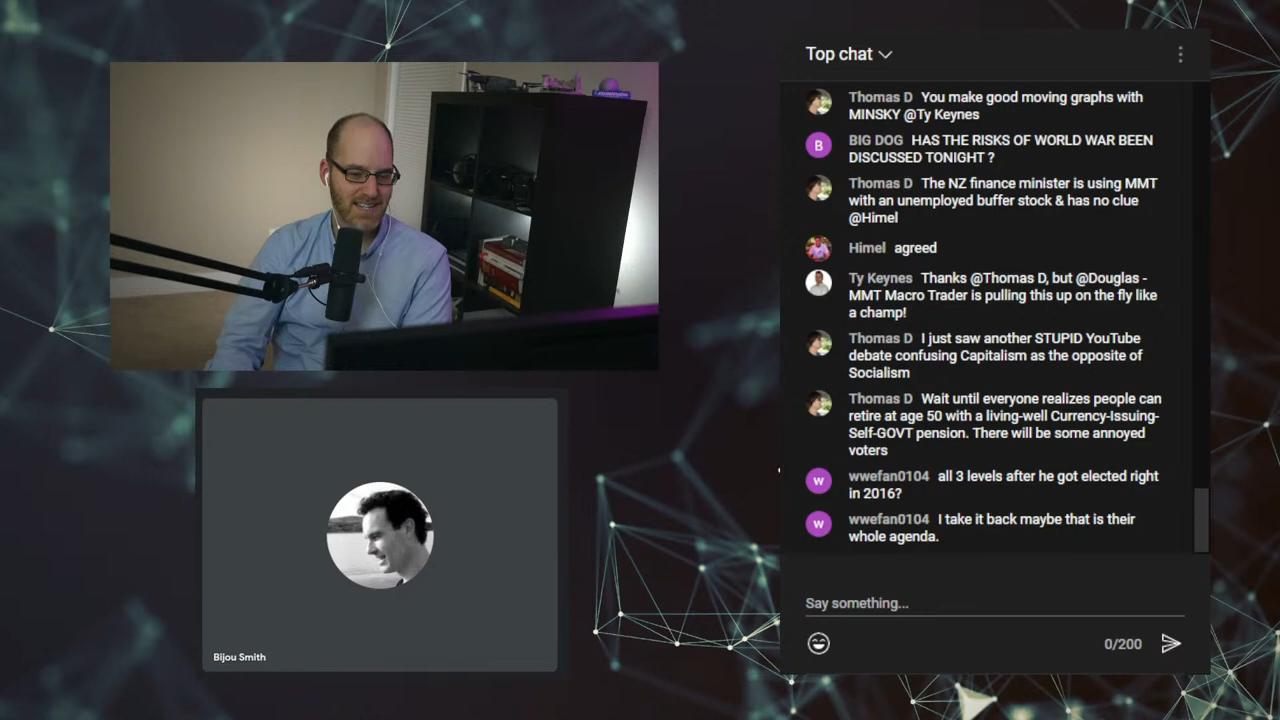 Top chat
Thomas D You make good moving graphs with
MINSKY @Ty Keynes
B
BIG DOG HAS THE RISKS OF WORLD WAR BEEN
DISCUSSED TONIGHT ?
Thomas D The NZ finance minister is using MMT
with an unemployed buffer stock & has no clue
@Himel
Himel agreed
Ty Keynes Thanks @Thomas D, but @Douglas -
MMT Macro Trader is pulling this up on the fly like
a champ!
Thomas D I just saw another STUPID YouTube
debate confusing Capitalism as the opposite of
Socialism
Thomas D Wait until everyone realizes people can
retire at age 50 with a living-well Currency-Issuing-
Self-GOVT pension. There will be some annoyed
voters
w
wwefan0104 all 3 levels after he got elected right
in 2016?
w
wwefan0104 I take it back maybe that is their
whole agenda.
Say something...
0/200
Bijou Smith